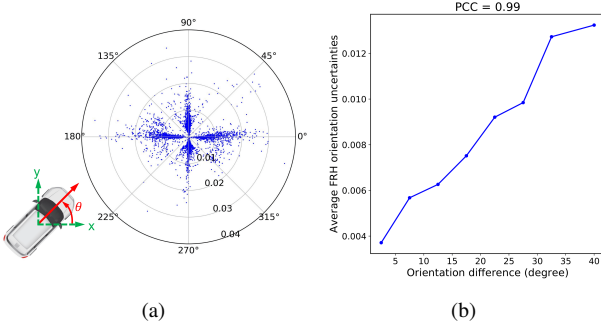 90°
135°
45°
180°
0°
225°
315°
270°
0.01
0.02
0.03
0.04
y
x
θ
(a)
PCC = 0.99
Average FRH orientation uncertainties
0.012
0.010
0.008
0.006
0.004
5 10 15 20 25 30 35 40
Orientation difference (degree)
(b)